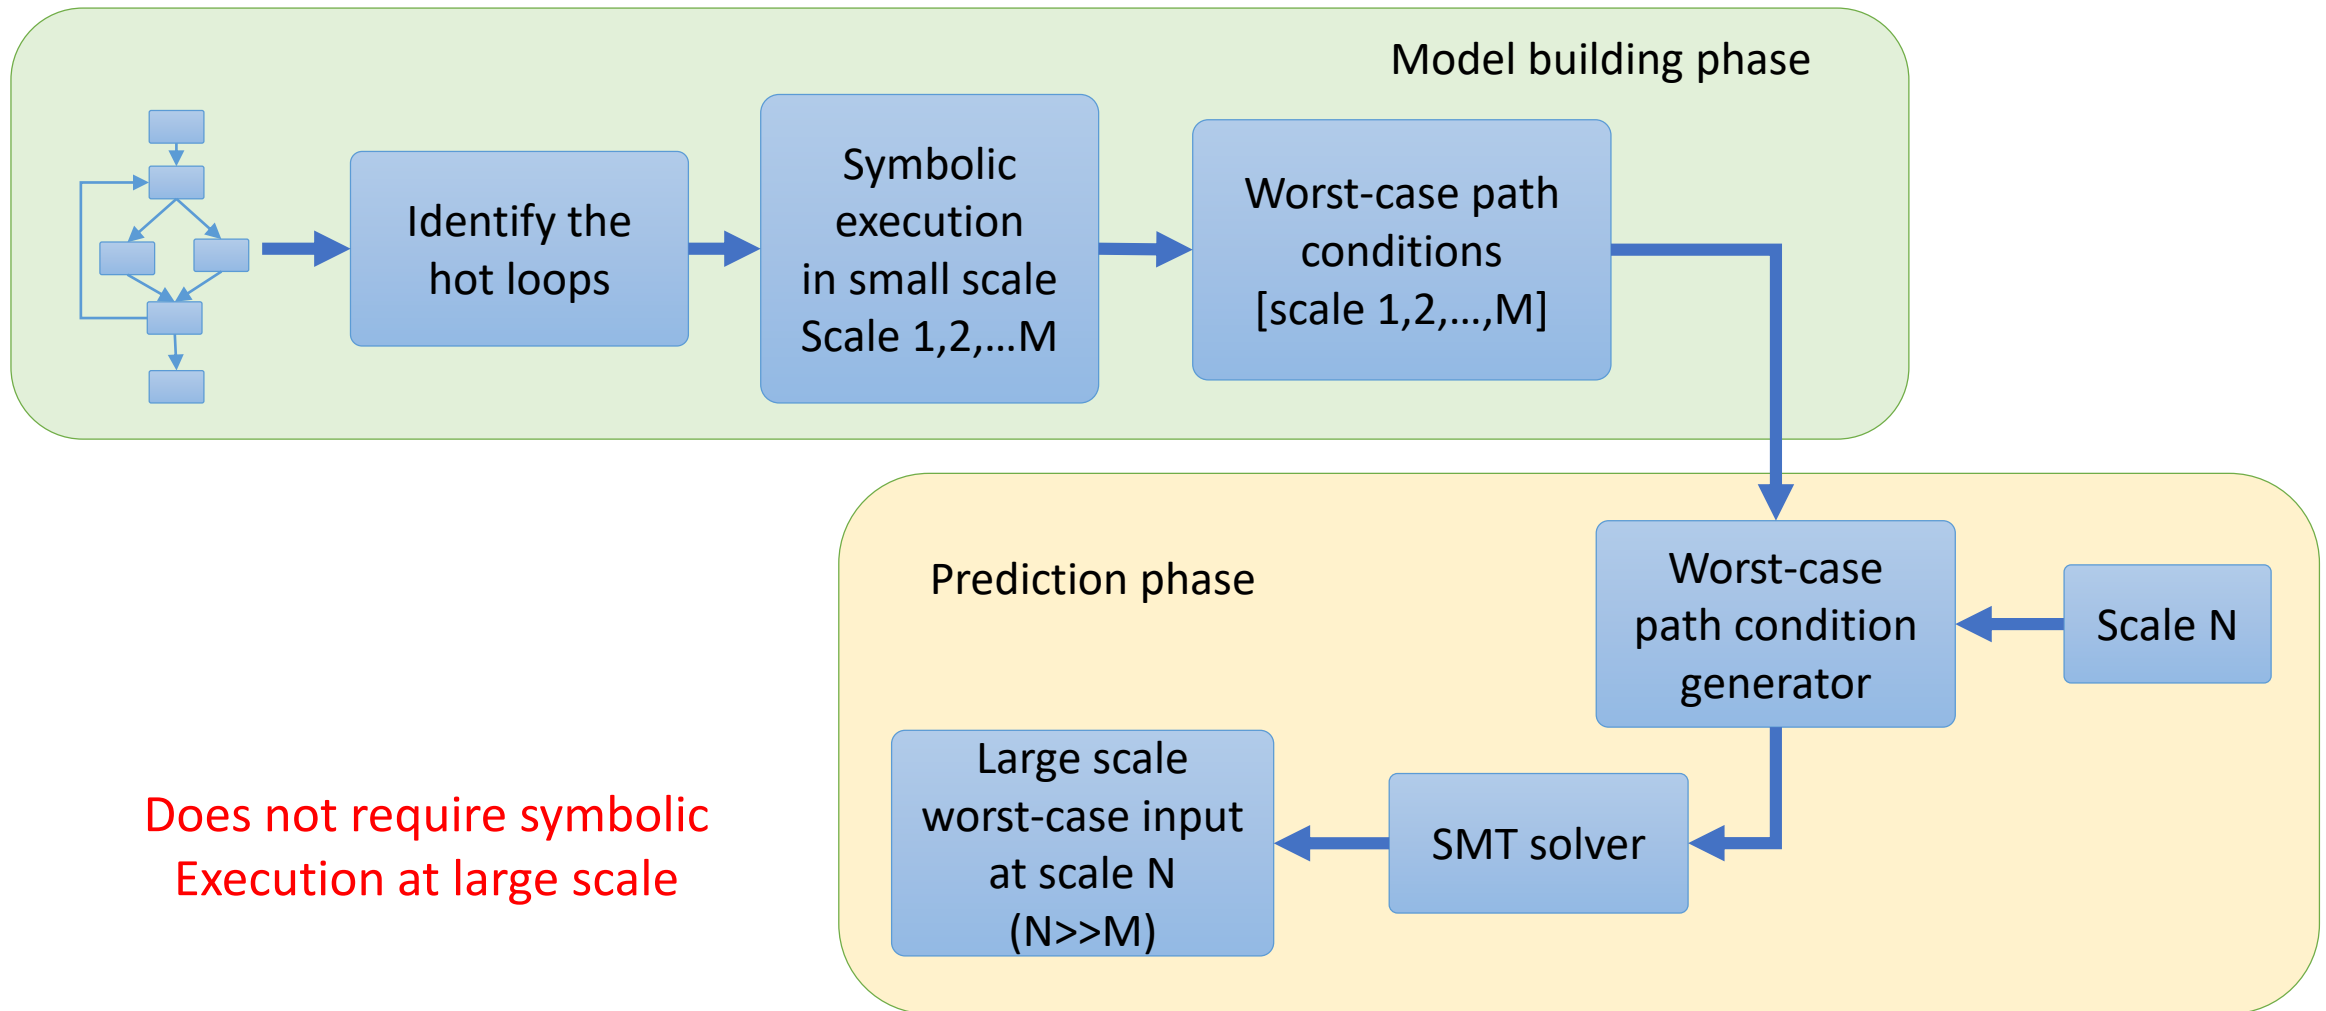 Model building phase
Identify the
hot loops
Symbolic
execution
in small scale
Scale 1,2,...M
Worst-case path
conditions
[scale 1,2,...,M]
Prediction phase
Worst-case
path condition
generator
Scale N
SMT solver
Large scale
worst-case input
at scale N
(N>>M)
Does not require symbolic
Execution at large scale